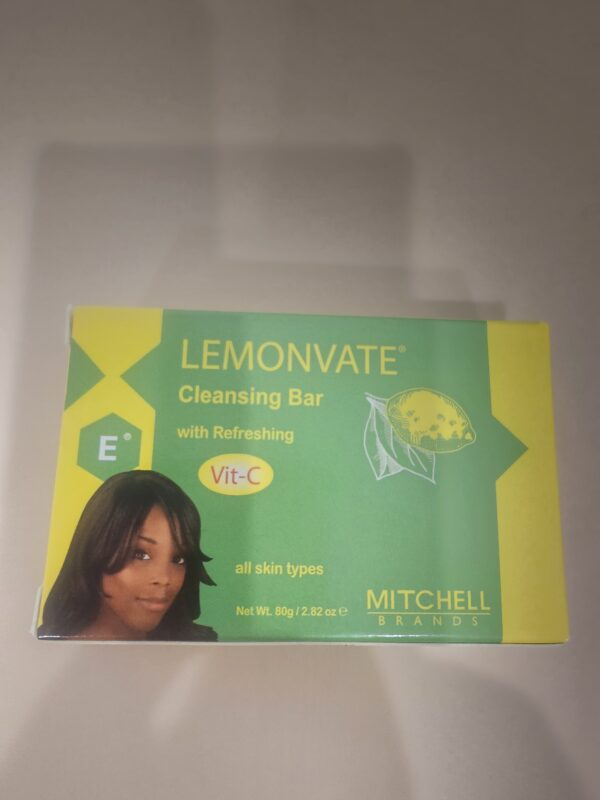 LEMONVATE®
Cleansing Bar
with Refreshing
Vit-C
E®
all skin types
Net Wt. 80g / 2.82 oz ℮
MITCHELL
BRANDS